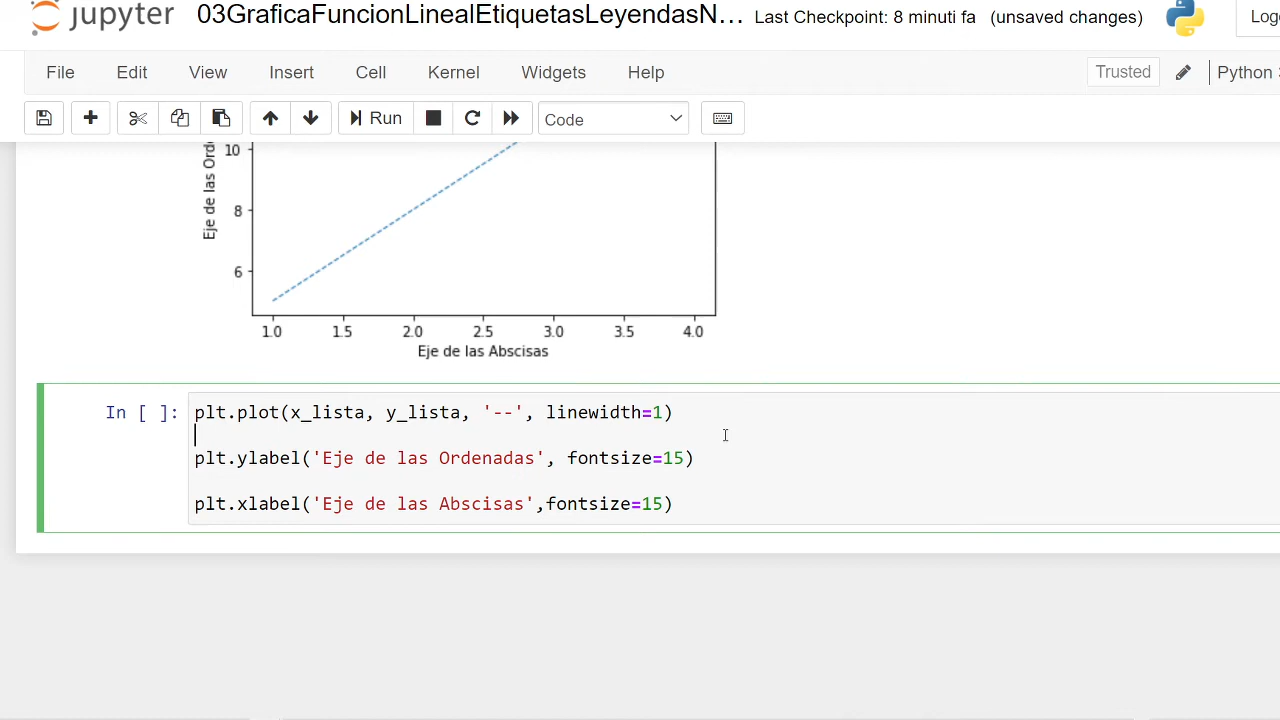 jupyter 03GraficaFuncionLinealEtiquetasLeyendasN... Last Checkpoint: 8 minuti fa (unsaved changes)
File Edit View Insert Cell Kernel Widgets Help Trusted Python
Run Code
10
8
6
Eje de las
1.0 1.5 2.0 2.5 3.0 3.5 4.0
Eje de las Abscisas
In [ ]: plt.plot(x_lista, y_lista, '--', linewidth=1)
plt.ylabel('Eje de las Ordenadas', fontsize=15)
plt.xlabel('Eje de las Abscisas',fontsize=15)